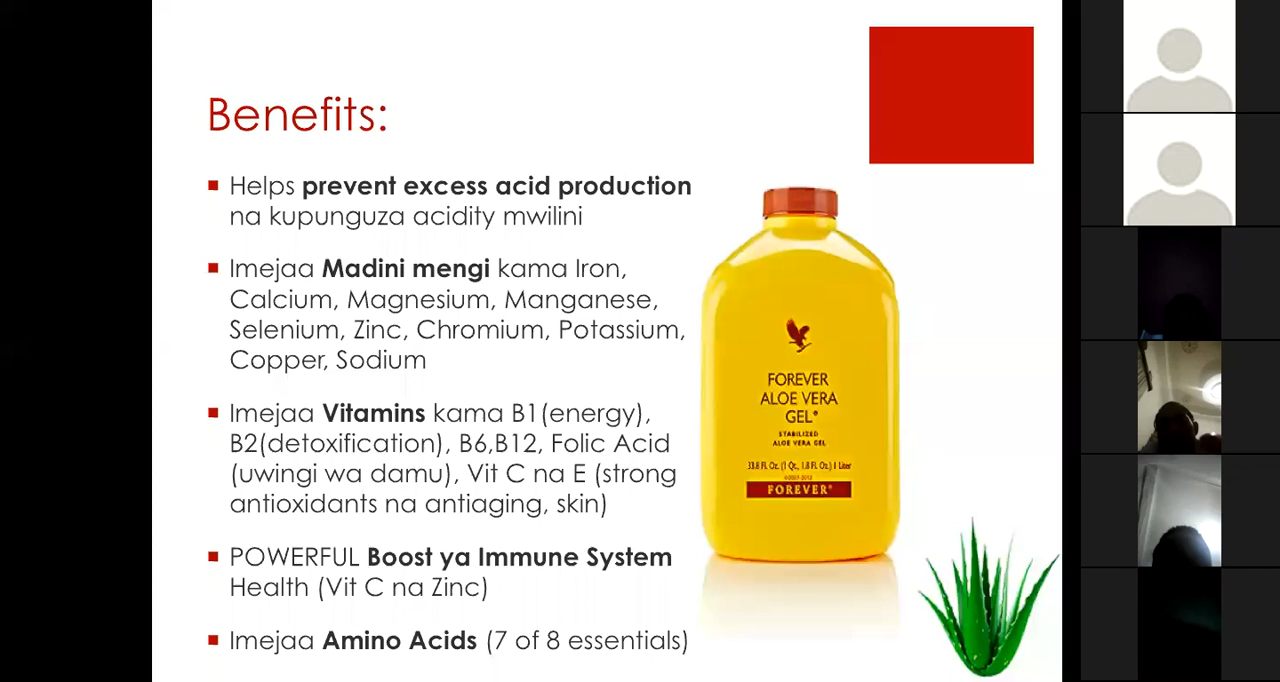 Benefits:
Helps prevent excess acid production
na kupunguza acidity mwilini
Imejaa Madini mengi kama Iron,
Calcium, Magnesium, Manganese,
Selenium, Zinc, Chromium, Potassium,
Copper, Sodium
Imejaa Vitamins kama B1(energy),
B2(detoxification), B6,B12, Folic Acid
(uwingi wa damu), Vit C na E (strong
antioxidants na antiaging, skin)
POWERFUL Boost ya Immune System
Health (Vit C na Zinc)
Imejaa Amino Acids (7 of 8 essentials)
FOREVER
ALOE VERA
GEL®
STABILIZED
ALOE VERA GEL
33.8 FL. Oz. (1 Qt., 1.8 FL Oz.) 1 Liter
FOREVER®